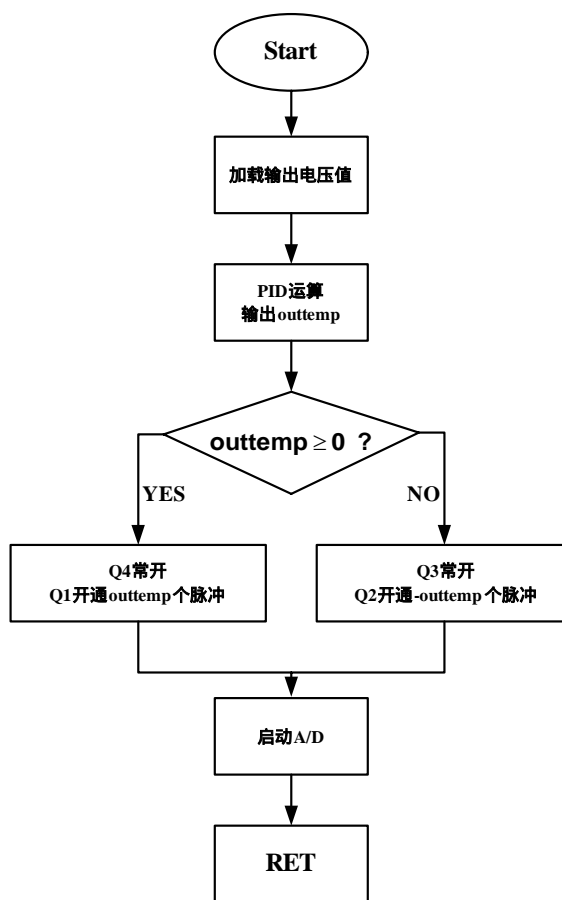 Start
加载输出电压值
PID运算
输出outtemp
outtemp ≥ 0 ?
YES
NO
Q4常开
Q1开通outtemp个脉冲
Q3常开
Q2开通-outtemp个脉冲
启动A/D
RET